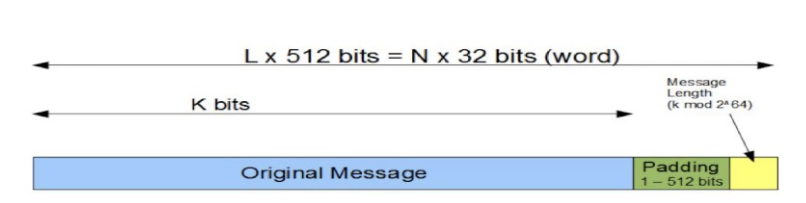 L x 512 bits = N x 32 bits (word)
K bits
Message
Length
(k mod 2^64)
Original Message
Padding
1 – 512 bits